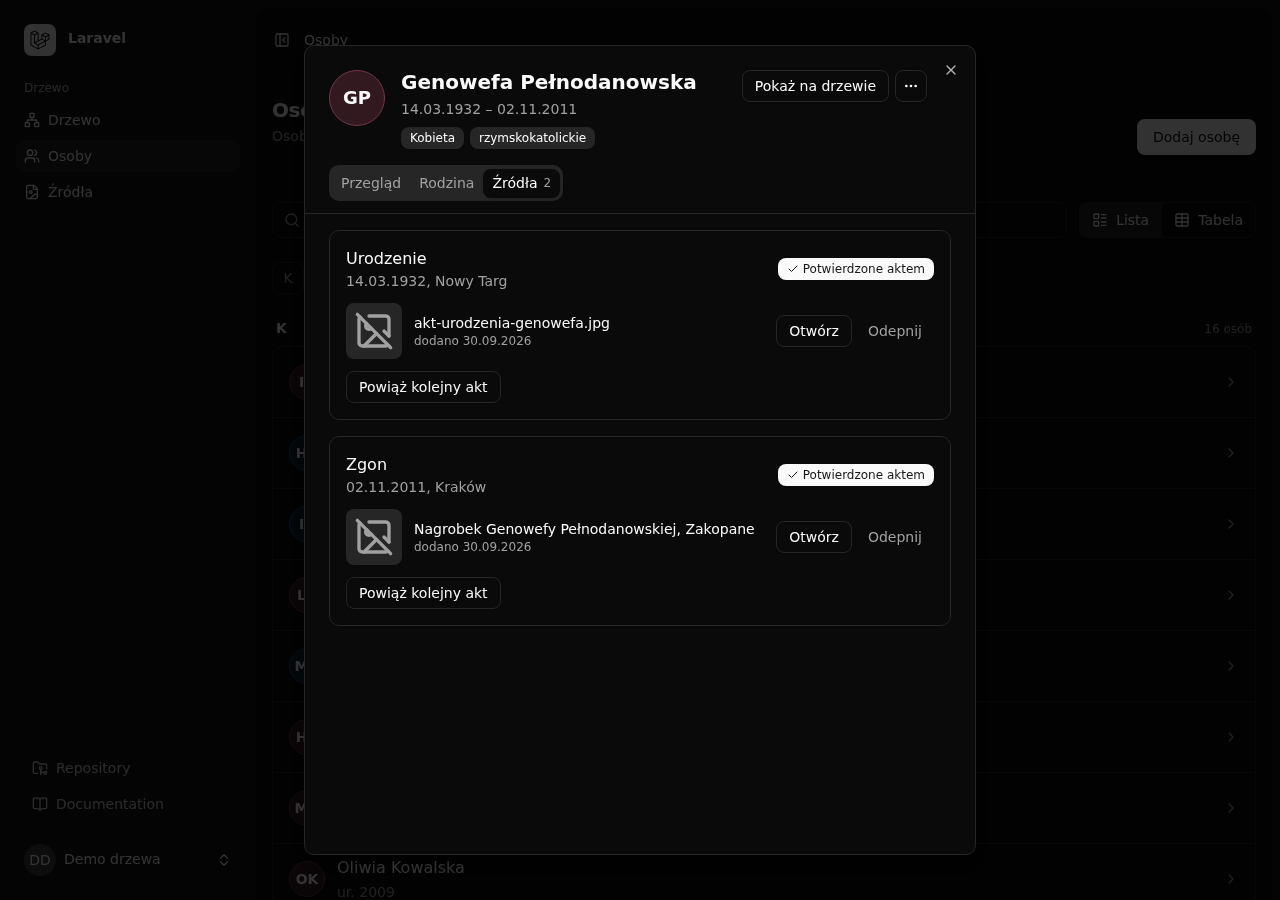 Laravel
Drzewo
Drzewo
Osoby
Źródła
Repository
Documentation
DD
Demo drzewa
Osoby
Dodaj osobę
Lista
Tabela
K
K
16 osób
GP
Genowefa Pełnodanowska
14.03.1932 – 02.11.2011
Kobieta
rzymskokatolickie
Pokaż na drzewie
Przegląd
Rodzina
Źródła 2
Urodzenie
14.03.1932, Nowy Targ
Potwierdzone aktem
akt-urodzenia-genowefa.jpg
dodano 30.09.2026
Otwórz
Odepnij
Powiąż kolejny akt
Zgon
02.11.2011, Kraków
Potwierdzone aktem
Nagrobek Genowefy Pełnodanowskiej, Zakopane
dodano 30.09.2026
Otwórz
Odepnij
Powiąż kolejny akt
OK
Oliwia Kowalska
ur. 2009